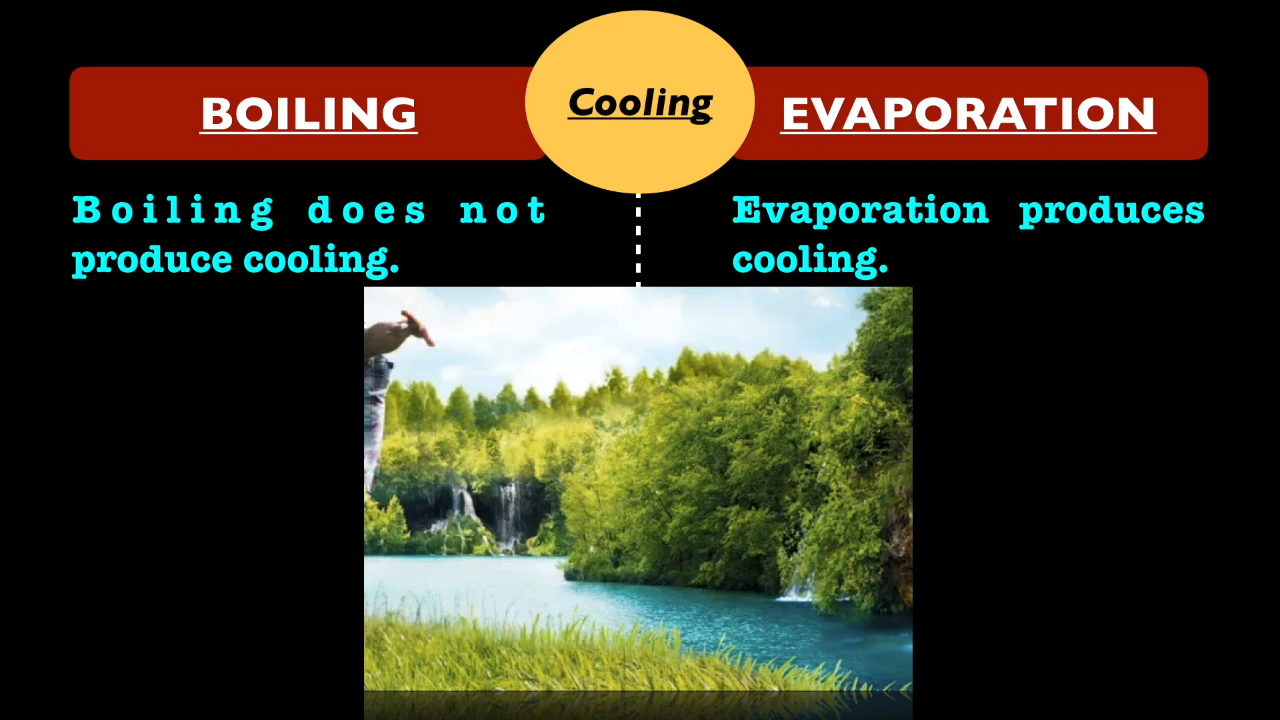 Cooling
BOILING
EVAPORATION
Boiling does not
produce cooling.
Evaporation produces
cooling.